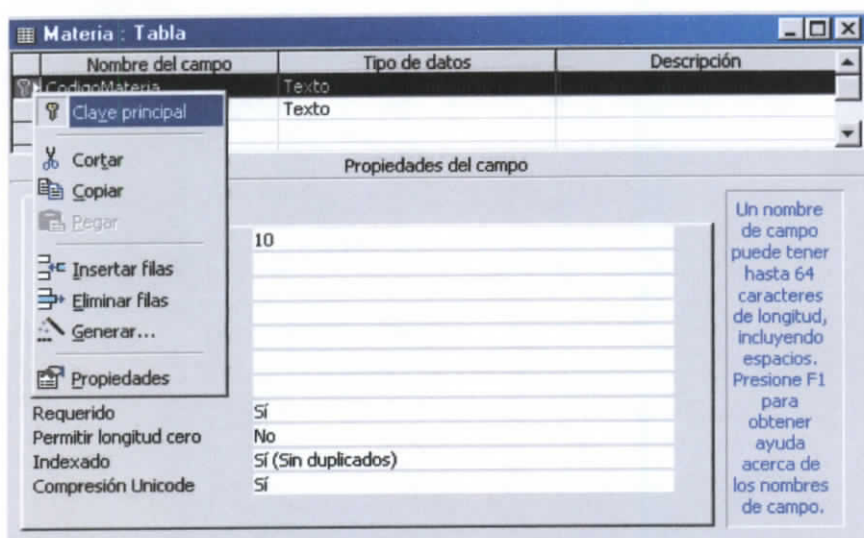 Materia : Tabla
Nombre del campo Tipo de datos Descripción
CodigoMateria Texto
Texto
Clave principal
Cortar
Copiar
Pegar
Insertar filas
Eliminar filas
Generar...
Propiedades
Propiedades del campo
10
Requerido Sí
Permitir longitud cero No
Indexado Sí (Sin duplicados)
Compresión Unicode Sí
Un nombre
de campo
puede tener
hasta 64
caracteres
de longitud,
incluyendo
espacios.
Presione F1
para
obtener
ayuda
acerca de
los nombres
de campo.